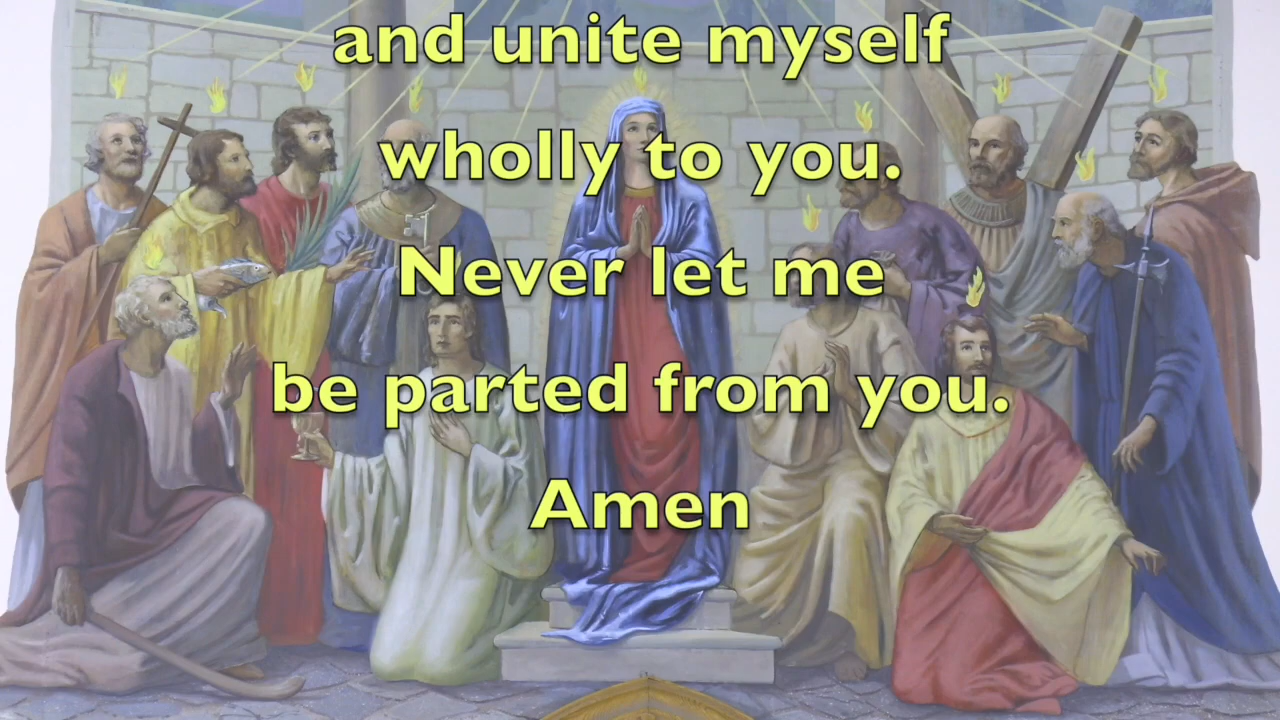 and unite myself
wholly to you.
Never let me
be parted from you.
Amen